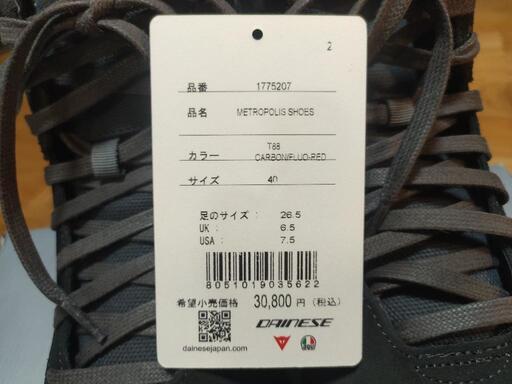 2
品番 1775207
品名 METROPOLIS SHOES
T88
カラー CARBON/FLUO-RED
サイズ 40
足のサイズ : 26.5
UK : 6.5
USA : 7.5
8051019035622
希望小売価格 30,800 円 (税込)
DAINESE
dainesejapan.com